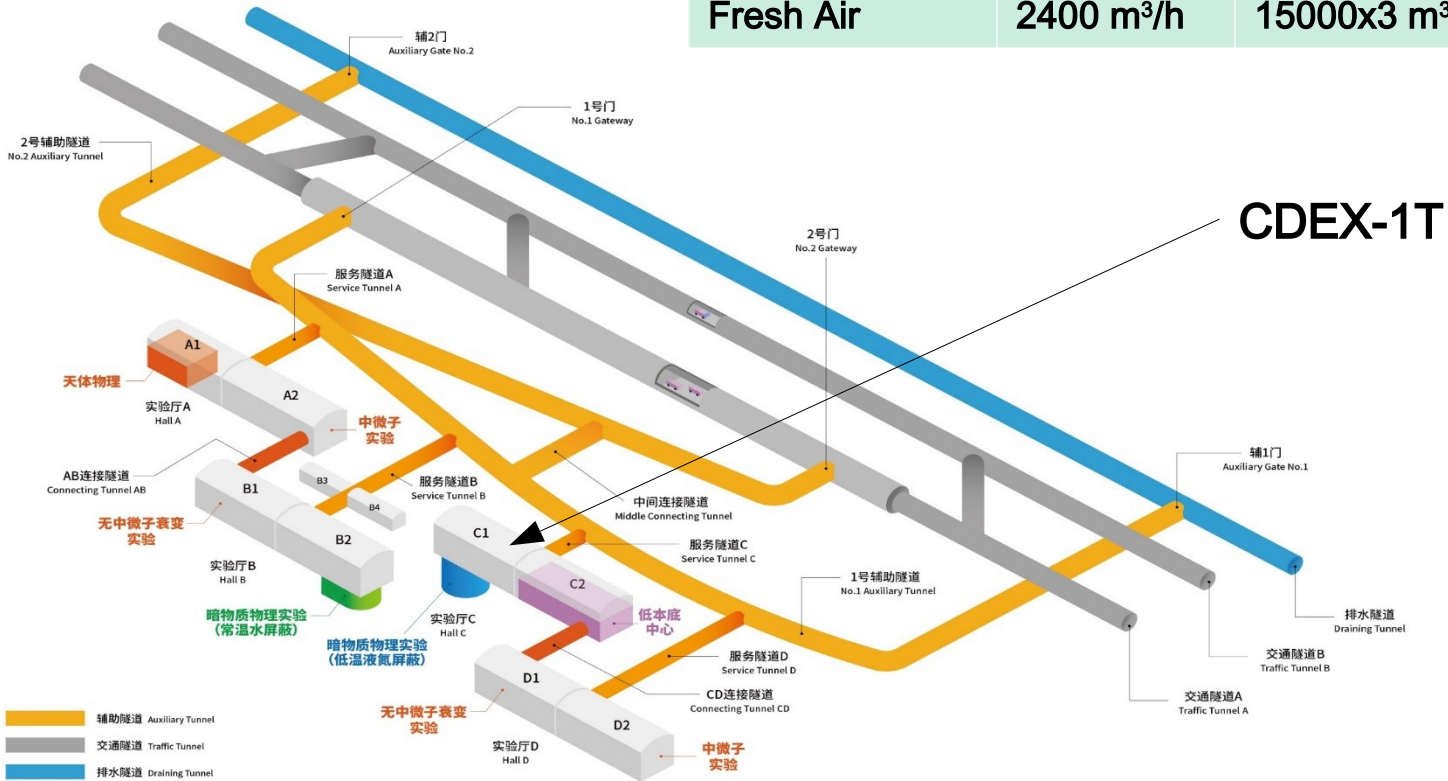 Fresh Air 2400 m³/h 15000x3 m³
辅2门
Auxiliary Gate No.2
1号门
No.1 Gateway
2号辅助隧道
No.2 Auxiliary Tunnel
CDEX-1T
2号门
No.2 Gateway
服务隧道A
Service Tunnel A
A1
天体物理
A2
实验厅A
Hall A
中微子
实验
辅1门
Auxiliary Gate No.1
AB连接隧道
Connecting Tunnel AB
B3
服务隧道B
Service Tunnel B
B1
B4
中间连接隧道
Middle Connecting Tunnel
无中微子衰变
实验
B2
C1
服务隧道C
Service Tunnel C
实验厅B
Hall B
C2
1号辅助隧道
No.1 Auxiliary Tunnel
暗物质物理实验
（常温水屏蔽）
实验厅C
Hall C
低本底
中心
排水隧道
Draining Tunnel
暗物质物理实验
（低温液氮屏蔽）
服务隧道D
Service Tunnel D
交通隧道B
Traffic Tunnel B
D1
CD连接隧道
Connecting Tunnel CD
交通隧道A
Traffic Tunnel A
无中微子衰变
实验
D2
实验厅D
Hall D
中微子
实验
辅助隧道 Auxiliary Tunnel
交通隧道 Traffic Tunnel
排水隧道 Draining Tunnel